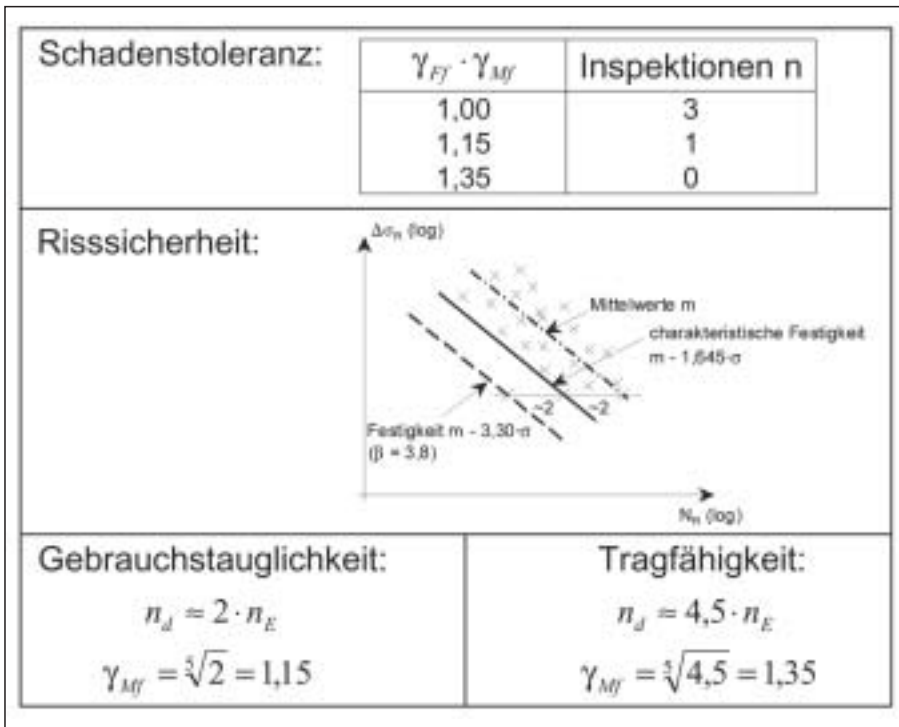 Schadenstoleranz:
γFf · γMf Inspektionen n
1,00 3
1,15 1
1,35 0
Risssicherheit:
Δσn (log)
Mittelwerte m
charakteristische Festigkeit
m - 1,645·σ
~2 ~2
Festigkeit m - 3,30·σ
(β = 3,8)
Nn (log)
Gebrauchstauglichkeit:
nd ≈ 2 · nE
γMf = ⁵√2 = 1,15
Tragfähigkeit:
nd ≈ 4,5 · nE
γMf = ⁵√4,5 = 1,35